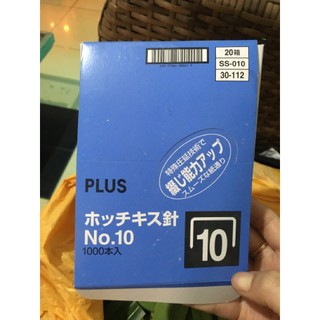 20箱
SS-010
30-112
特殊圧延技術で
綴じ能力アップ
スムーズな紙通り
PLUS
ホッチキス針
No.10
1000本入
10